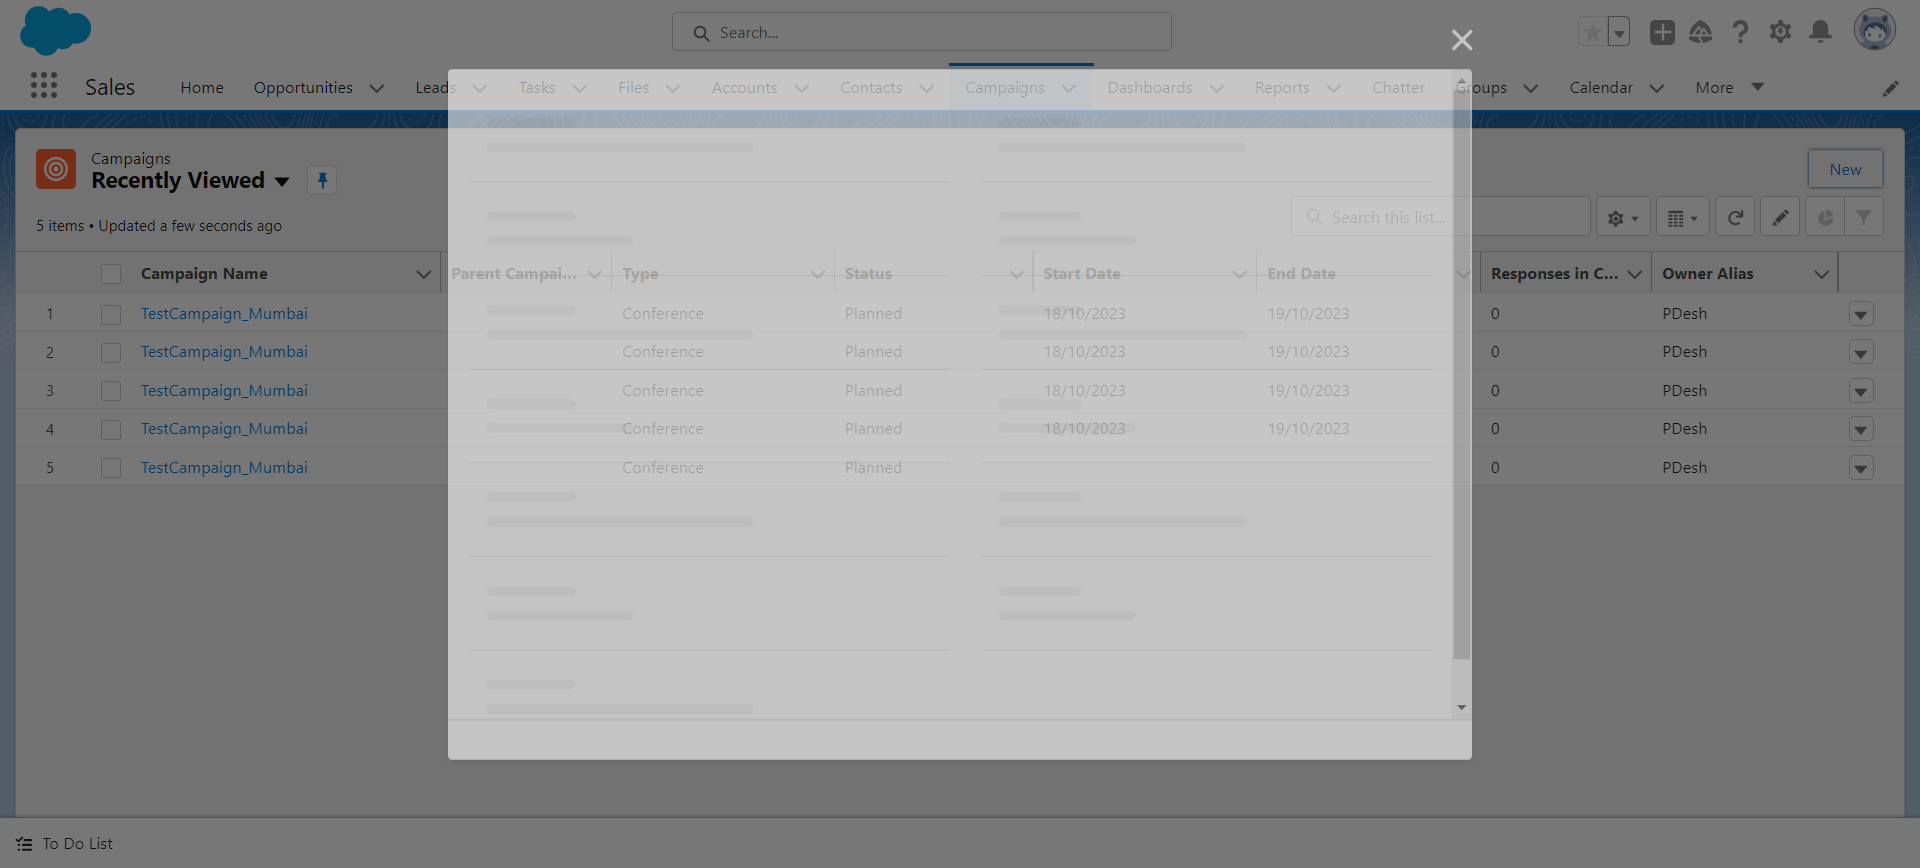 Search...
Sales Home Opportunities Leads Tasks Files Accounts Contacts Campaigns Dashboards Reports Chatter Groups Calendar More
Campaigns
Recently Viewed
New
5 items • Updated a few seconds ago
Search this list...
Campaign Name Parent Campai... Type Status Start Date End Date Responses in C... Owner Alias
1 TestCampaign_Mumbai Conference Planned 18/10/2023 19/10/2023 0 PDesh
2 TestCampaign_Mumbai Conference Planned 18/10/2023 19/10/2023 0 PDesh
3 TestCampaign_Mumbai Conference Planned 18/10/2023 19/10/2023 0 PDesh
4 TestCampaign_Mumbai Conference Planned 18/10/2023 19/10/2023 0 PDesh
5 TestCampaign_Mumbai Conference Planned 0 PDesh
To Do List